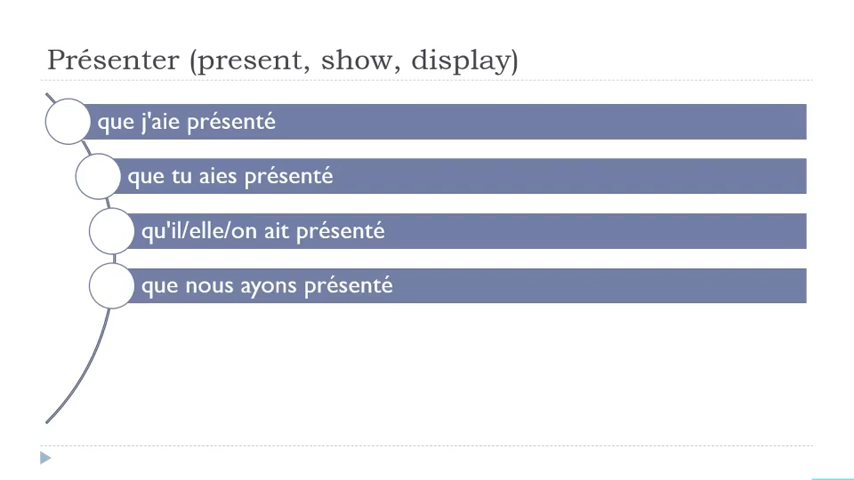 Présenter (present, show, display)
que j'aie présenté
que tu aies présenté
qu'il/elle/on ait présenté
que nous ayons présenté